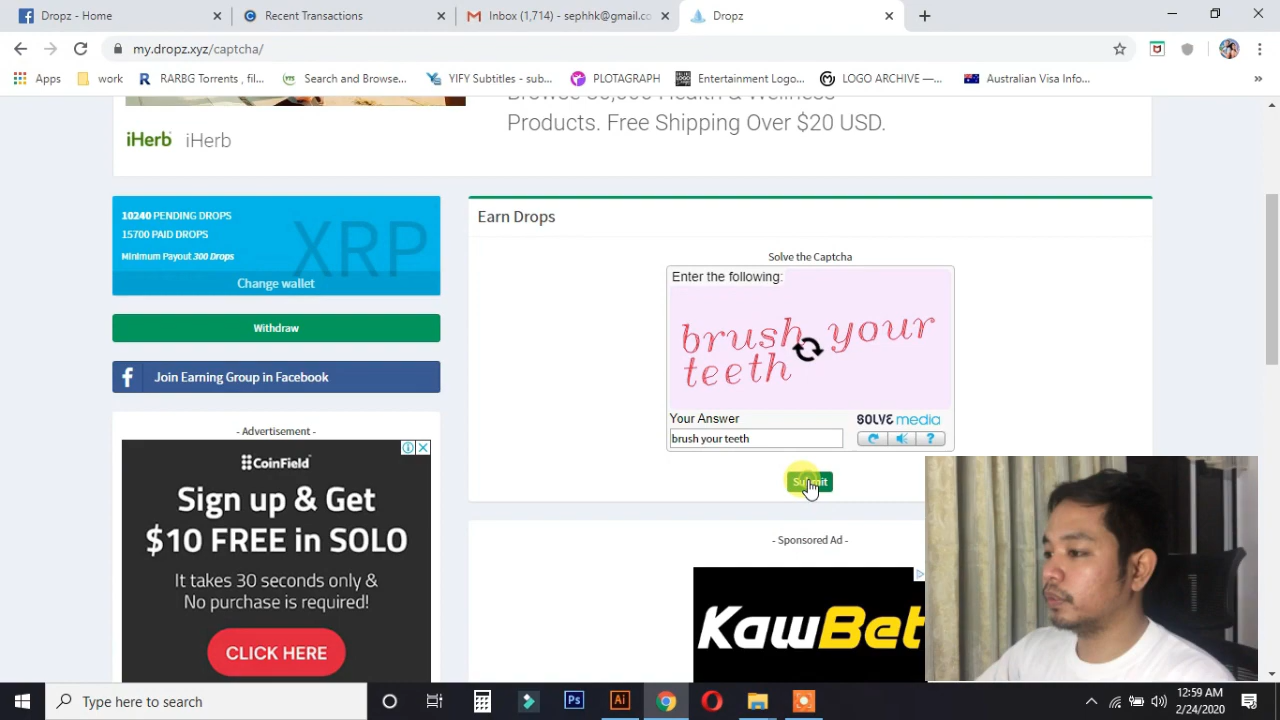 Dropz - Home
Recent Transactions
Inbox (1,714) - sephhk@gmail.co
Dropz
my.dropz.xyz/captcha/
Apps
work
RARBG Torrents , fil...
Search and Browse...
YIFY Subtitles - sub...
PLOTAGRAPH
Entertainment Logo...
LOGO ARCHIVE —...
Australian Visa Info...
»
Products. Free Shipping Over $20 USD.
iHerb iHerb
10240 PENDING DROPS
15700 PAID DROPS
XRP
Minimum Payout 300 Drops
Change wallet
Withdraw
Join Earning Group in Facebook
- Advertisement -
CoinField
Sign up & Get
$10 FREE in SOLO
It takes 30 seconds only &
No purchase is required!
CLICK HERE
Earn Drops
Solve the Captcha
Enter the following:
brush your
teeth
Your Answer
SOLVE media
brush your teeth
Submit
- Sponsored Ad -
KawBet
Type here to search
Ps
Ai
12:59 AM
2/24/2020